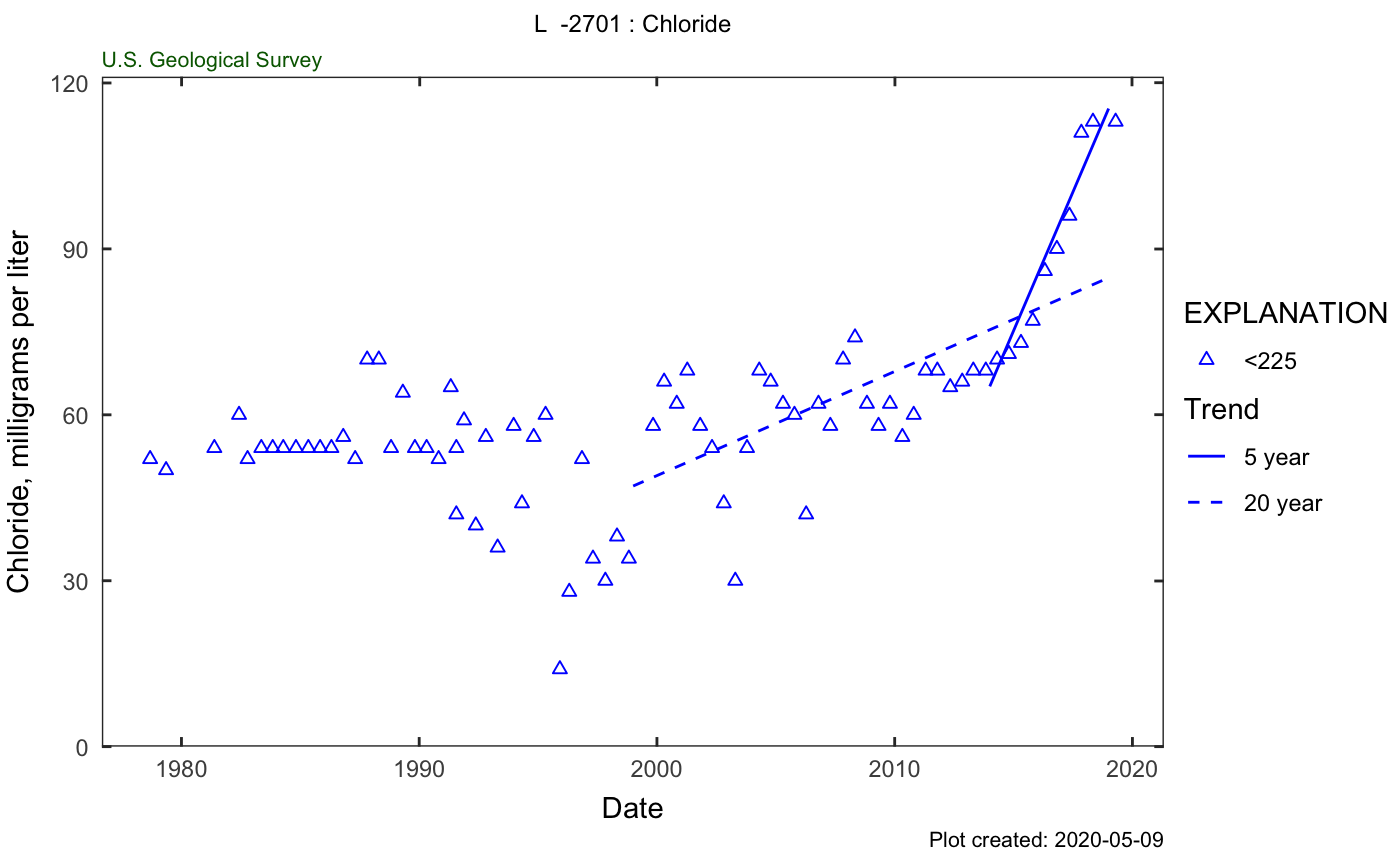 L  -2701 : Chloride
U.S. Geological Survey
120
90
60
30
0
Chloride, milligrams per liter
1980 1990 2000 2010 2020
Date
EXPLANATION
<225
Trend
5 year
20 year
Plot created: 2020-05-09